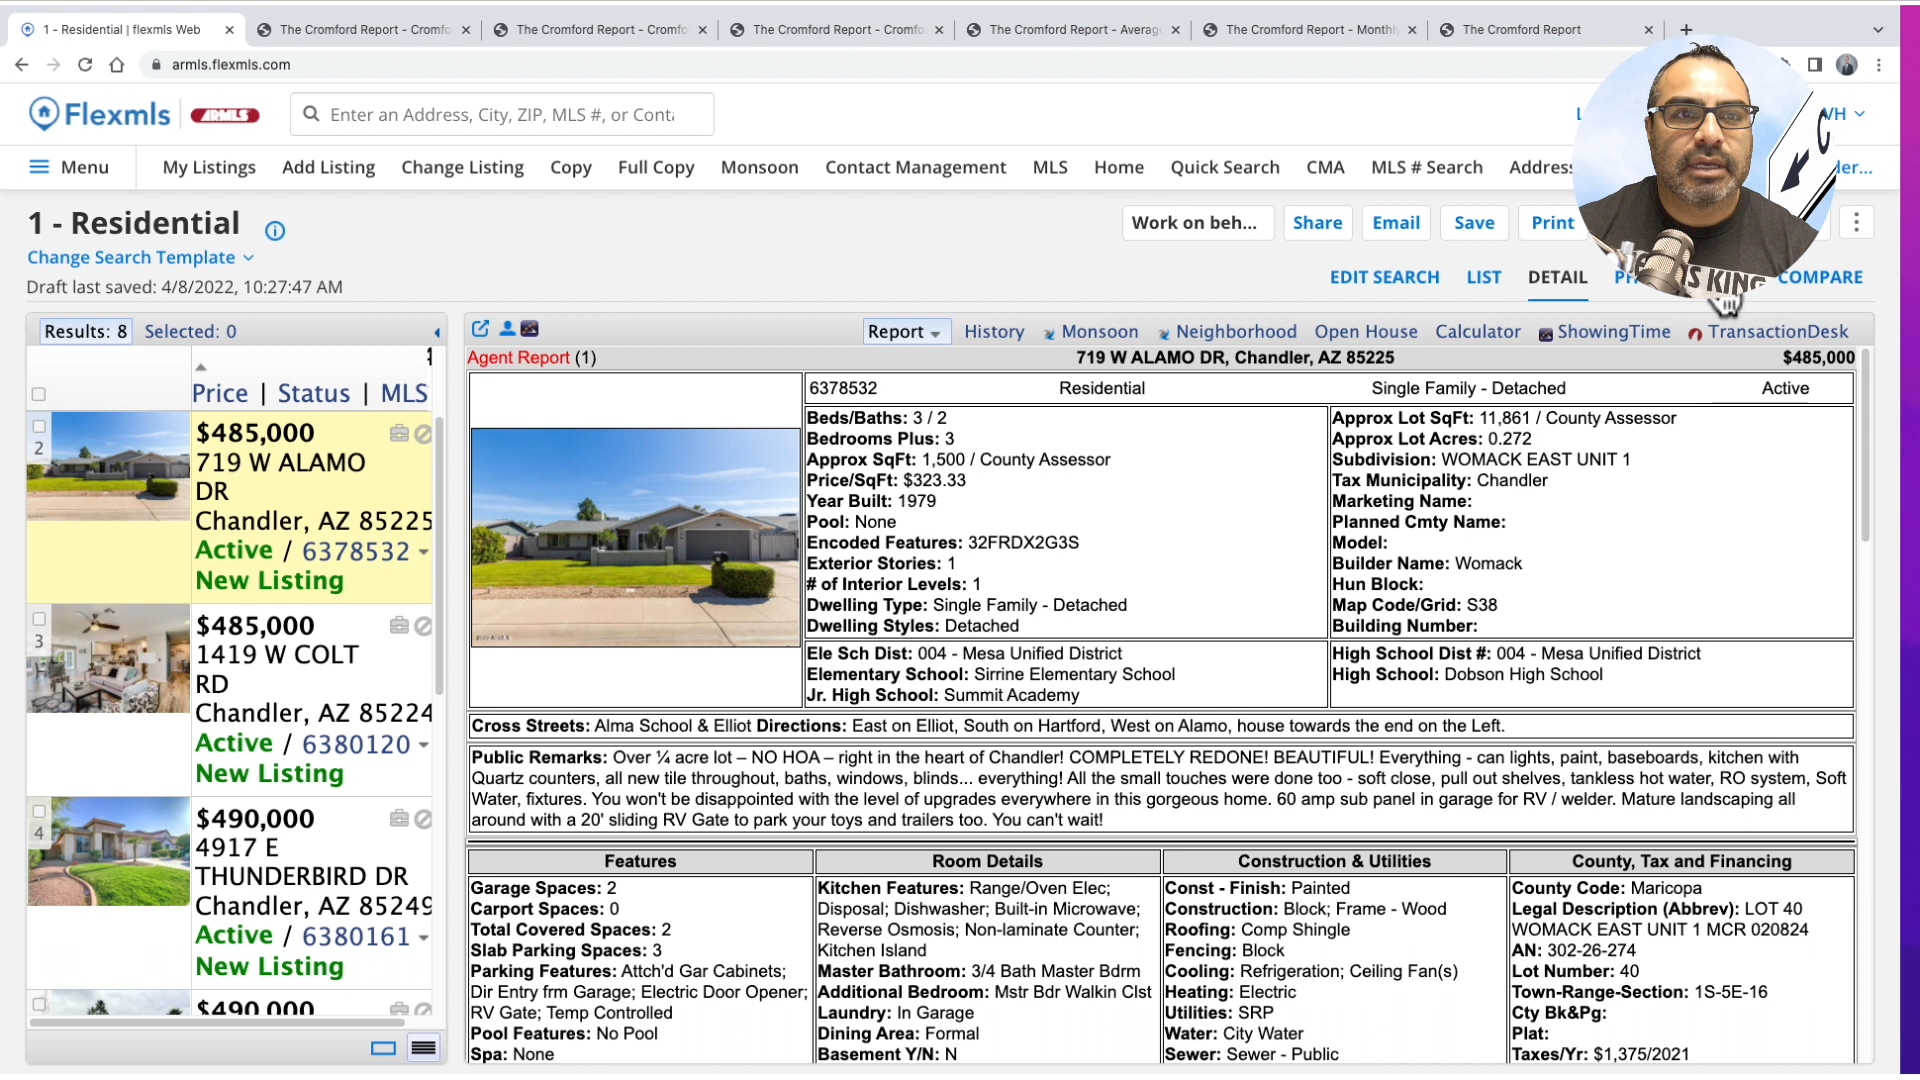 1 - Residential | flexmls Web
The Cromford Report - Cromfo
The Cromford Report - Cromfo
The Cromford Report - Cromfo
The Cromford Report - Averag
The Cromford Report - Monthl
The Cromford Report
armls.flexmls.com
Flexmls
ARMLS
Enter an Address, City, ZIP, MLS #, or Conta
VH
Menu
My Listings
Add Listing
Change Listing
Copy
Full Copy
Monsoon
Contact Management
MLS
Home
Quick Search
CMA
MLS # Search
Addres
er...
1 - Residential
Work on beh...
Share
Email
Save
Print
Change Search Template
Draft last saved: 4/8/2022, 10:27:47 AM
EDIT SEARCH
LIST
DETAIL
COMPARE
S KING
Results: 8
Selected: 0
Report
History
Monsoon
Neighborhood
Open House
Calculator
ShowingTime
TransactionDesk
Agent Report (1)
719 W ALAMO DR, Chandler, AZ 85225
$485,000
Price | Status | MLS
2
$485,000
719 W ALAMO
DR
Chandler, AZ 85225
Active / 6378532
New Listing
3
$485,000
1419 W COLT
RD
Chandler, AZ 85224
Active / 6380120
New Listing
4
$490,000
4917 E
THUNDERBIRD DR
Chandler, AZ 85249
Active / 6380161
New Listing
$490,000
6378532
Residential
Single Family - Detached
Active
Beds/Baths: 3 / 2
Bedrooms Plus: 3
Approx SqFt: 1,500 / County Assessor
Price/SqFt: $323.33
Year Built: 1979
Pool: None
Encoded Features: 32FRDX2G3S
Exterior Stories: 1
# of Interior Levels: 1
Dwelling Type: Single Family - Detached
Dwelling Styles: Detached
Approx Lot SqFt: 11,861 / County Assessor
Approx Lot Acres: 0.272
Subdivision: WOMACK EAST UNIT 1
Tax Municipality: Chandler
Marketing Name:
Planned Cmty Name:
Model:
Builder Name: Womack
Hun Block:
Map Code/Grid: S38
Building Number:
Ele Sch Dist: 004 - Mesa Unified District
Elementary School: Sirrine Elementary School
Jr. High School: Summit Academy
High School Dist #: 004 - Mesa Unified District
High School: Dobson High School
Cross Streets: Alma School & Elliot Directions: East on Elliot, South on Hartford, West on Alamo, house towards the end on the Left.
Public Remarks: Over ¼ acre lot – NO HOA – right in the heart of Chandler! COMPLETELY REDONE! BEAUTIFUL! Everything - can lights, paint, baseboards, kitchen with
Quartz counters, all new tile throughout, baths, windows, blinds... everything! All the small touches were done too - soft close, pull out shelves, tankless hot water, RO system, Soft
Water, fixtures. You won't be disappointed with the level of upgrades everywhere in this gorgeous home. 60 amp sub panel in garage for RV / welder. Mature landscaping all
around with a 20' sliding RV Gate to park your toys and trailers too. You can't wait!
Features
Garage Spaces: 2
Carport Spaces: 0
Total Covered Spaces: 2
Slab Parking Spaces: 3
Parking Features: Attch'd Gar Cabinets;
Dir Entry frm Garage; Electric Door Opener;
RV Gate; Temp Controlled
Pool Features: No Pool
Spa: None
Room Details
Kitchen Features: Range/Oven Elec;
Disposal; Dishwasher; Built-in Microwave;
Reverse Osmosis; Non-laminate Counter;
Kitchen Island
Master Bathroom: 3/4 Bath Master Bdrm
Additional Bedroom: Mstr Bdr Walkin Clst
Laundry: In Garage
Dining Area: Formal
Basement Y/N: N
Construction & Utilities
Const - Finish: Painted
Construction: Block; Frame - Wood
Roofing: Comp Shingle
Fencing: Block
Cooling: Refrigeration; Ceiling Fan(s)
Heating: Electric
Utilities: SRP
Water: City Water
Sewer: Sewer - Public
County, Tax and Financing
County Code: Maricopa
Legal Description (Abbrev): LOT 40
WOMACK EAST UNIT 1 MCR 020824
AN: 302-26-274
Lot Number: 40
Town-Range-Section: 1S-5E-16
Cty Bk&Pg:
Plat:
Taxes/Yr: $1,375/2021